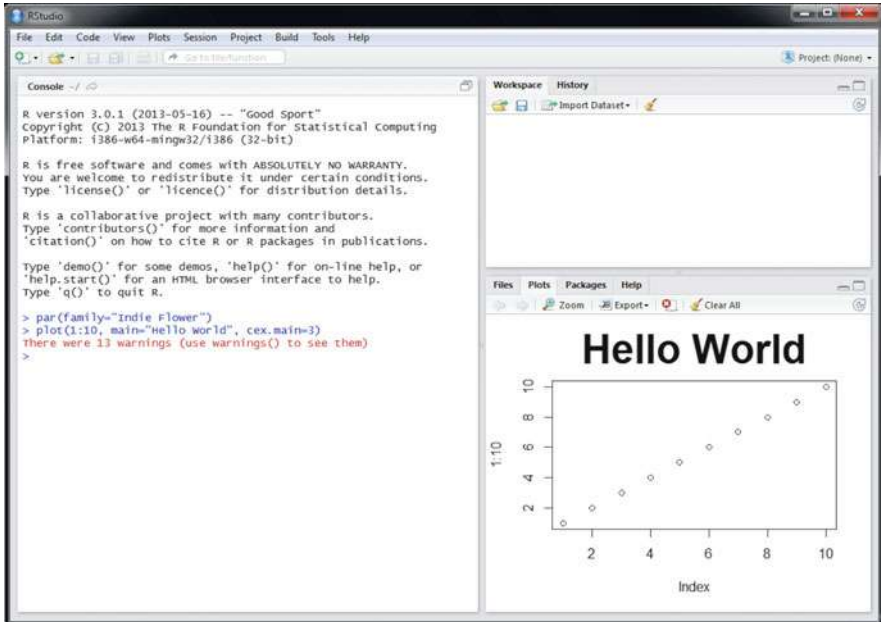 RStudio
File Edit Code View Plots Session Project Build Tools Help
Go to file/function
Project: (None)
Console ~/
R version 3.0.1 (2013-05-16) -- "Good Sport"
Copyright (C) 2013 The R Foundation for Statistical Computing
Platform: i386-w64-mingw32/i386 (32-bit)
R is free software and comes with ABSOLUTELY NO WARRANTY.
You are welcome to redistribute it under certain conditions.
Type 'license()' or 'licence()' for distribution details.
R is a collaborative project with many contributors.
Type 'contributors()' for more information and
'citation()' on how to cite R or R packages in publications.
Type 'demo()' for some demos, 'help()' for on-line help, or
'help.start()' for an HTML browser interface to help.
Type 'q()' to quit R.
> par(family="Indie Flower")
> plot(1:10, main="Hello World", cex.main=3)
There were 13 warnings (use warnings() to see them)
>
Workspace History
Import Dataset
Files Plots Packages Help
Zoom Export Clear All
Hello World
10
8
6
4
2
1:10
2 4 6 8 10
Index